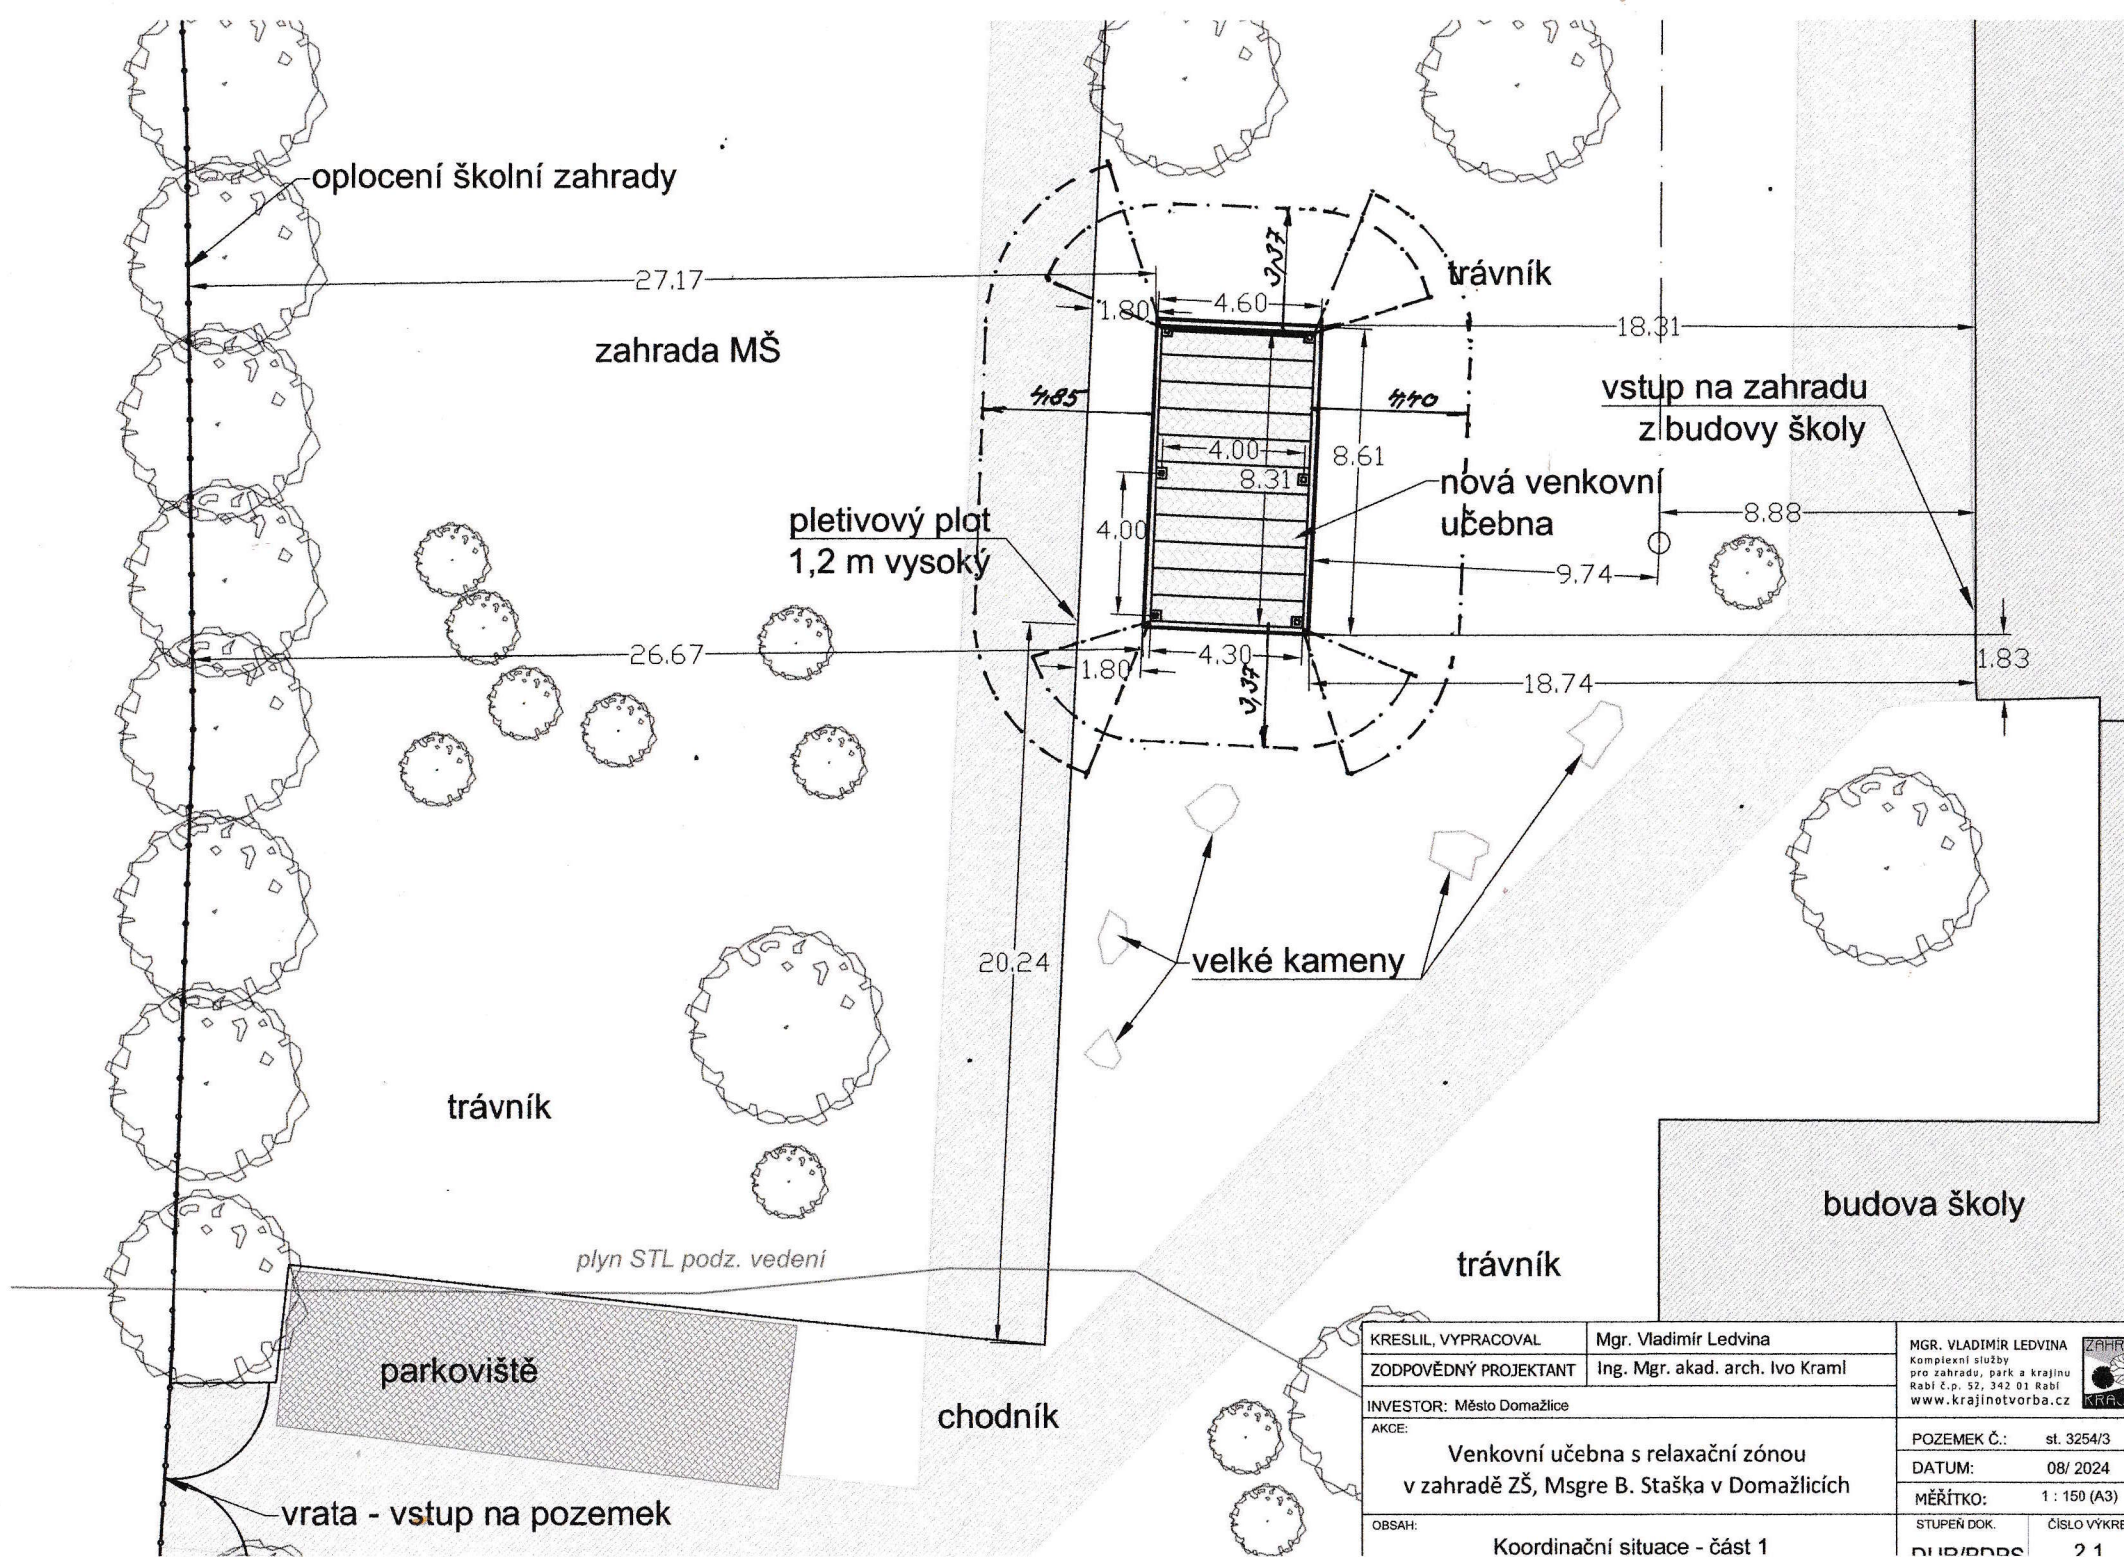 oplocení školní zahrady
27.17
3,37
trávník
1.80
4.60
18.31
zahrada MŠ
4,85
4,40
vstup na zahradu
z budovy školy
4.00
8.31
8.61
nová venkovní
učebna
8.88
pletivový plot
1,2 m vysoký
4.00
9.74
26.67
1.80
4.30
3,37
18.74
1.83
velké kameny
20.24
trávník
budova školy
plyn STL podz. vedení
trávník
parkoviště
chodník
vrata - vstup na pozemek
KRESLIL, VYPRACOVAL Mgr. Vladimír Ledvina
ZODPOVĚDNÝ PROJEKTANT Ing. Mgr. akad. arch. Ivo Kraml
INVESTOR: Město Domažlice
AKCE:
Venkovní učebna s relaxační zónou
v zahradě ZŠ, Msgre B. Staška v Domažlicích
OBSAH:
Koordinační situace - část 1
MGR. VLADIMÍR LEDVINA
Komplexní služby
pro zahradu, park a krajinu
Rabí č.p. 52, 342 01 Rabí
www.krajinotvorba.cz
ZAHR
KRAJ
POZEMEK Č.: st. 3254/3
DATUM: 08/ 2024
MĚŘÍTKO: 1 : 150 (A3)
STUPEŇ DOK. ČÍSLO VÝKRE
2.1